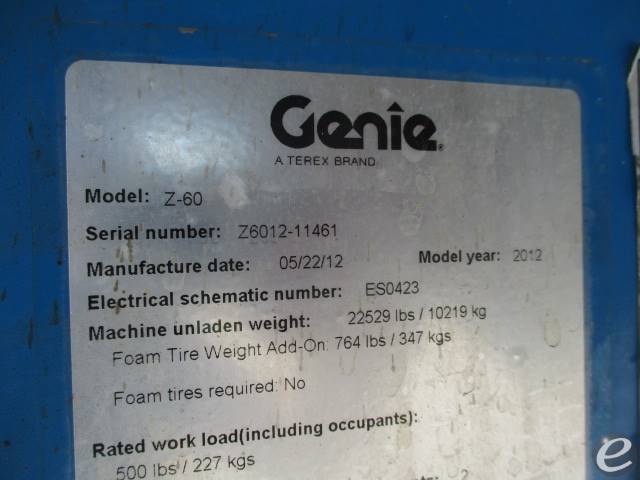 Genie
A TEREX BRAND
Model: Z-60
Serial number: Z6012-11461
Manufacture date: 05/22/12 Model year: 2012
Electrical schematic number: ES0423
Machine unladen weight: 22529 lbs / 10219 kg
Foam Tire Weight Add-On: 764 lbs / 347 kgs
Foam tires required: No
Rated work load(including occupants):
500 lbs / 227 kgs
2
e